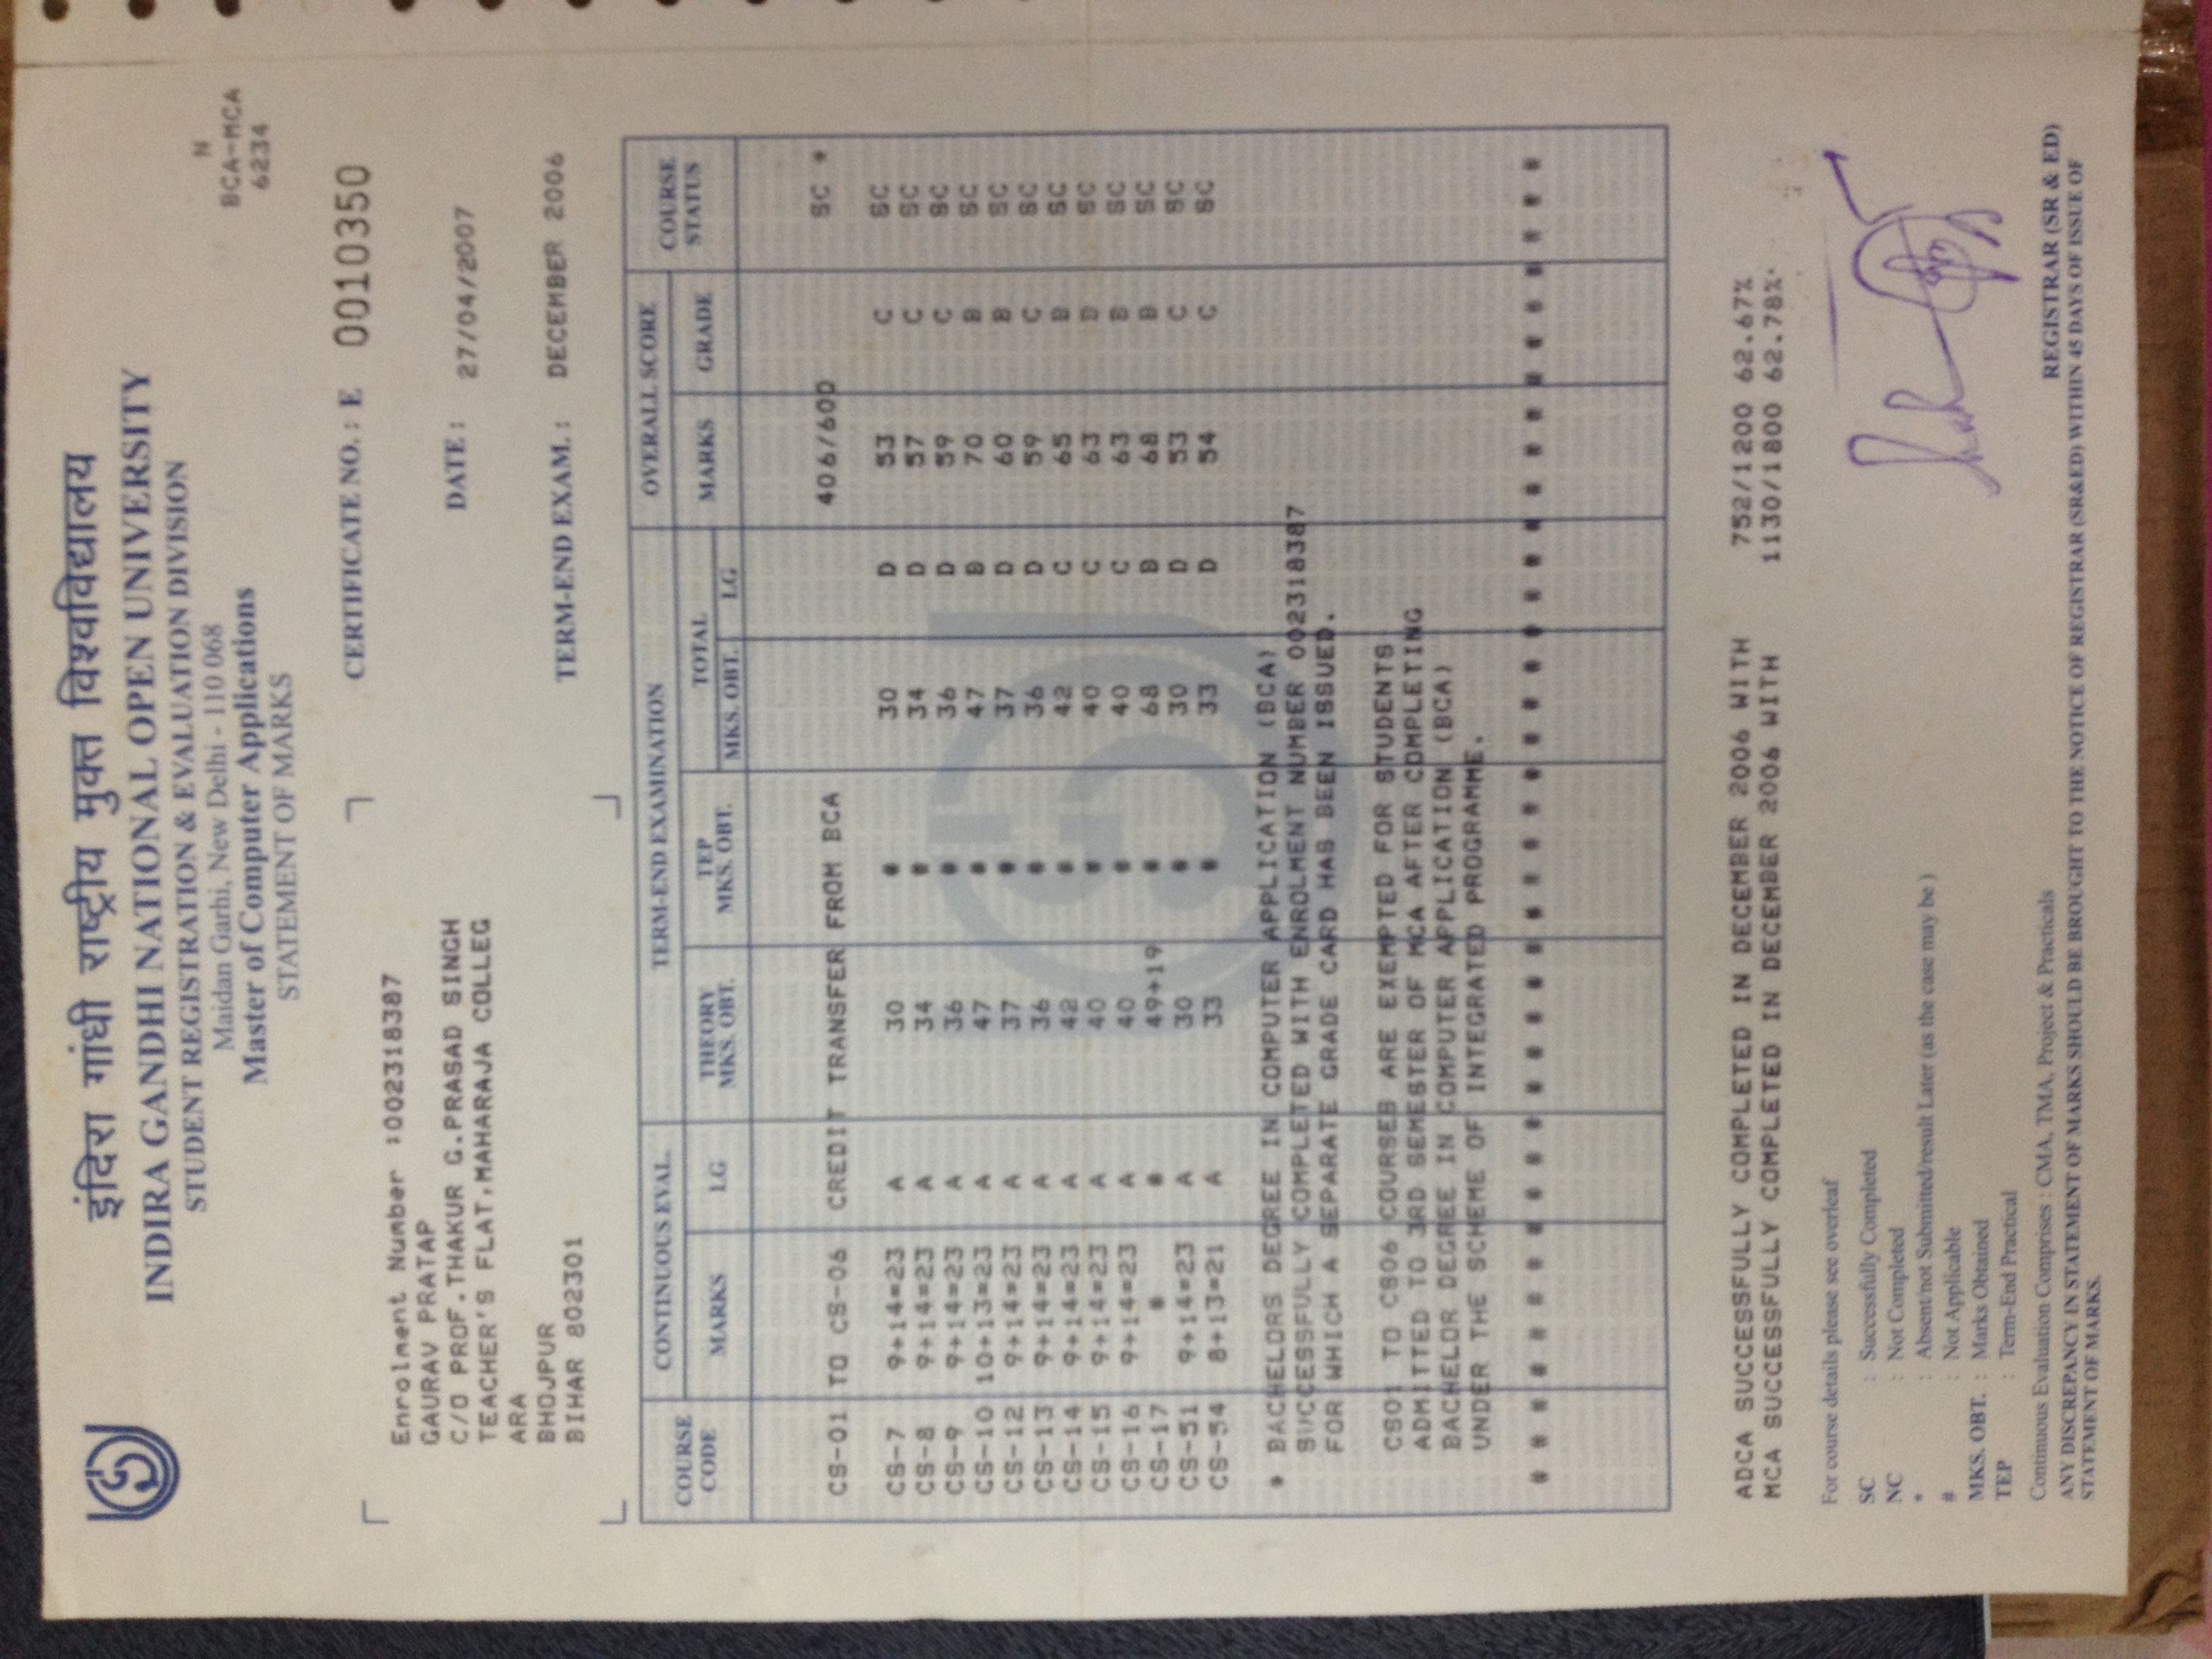 इंदिरा गांधी राष्ट्रीय मुक्त विश्वविद्यालय
INDIRA GANDHI NATIONAL OPEN UNIVERSITY
STUDENT REGISTRATION & EVALUATION DIVISION
Maidan Garhi, New Delhi - 110 068
Master of Computer Applications
STATEMENT OF MARKS
N
BCA-MCA
6234
CERTIFICATE NO. : E 0010350
Enrolment Number :002318387
GAURAV PRATAP
C/O PROF.THAKUR G.PRASAD SINGH
TEACHER'S FLAT,MAHARAJA COLLEG
ARA
BHOJPUR
BIHAR 802301
DATE : 27/04/2007
TERM-END EXAM. : DECEMBER 2006
COURSE CODE CONTINUOUS EVAL. TERM-END EXAMINATION OVERALL SCORE COURSE STATUS
MARKS LG THEORY MKS. OBT. TEP MKS. OBT. TOTAL MARKS GRADE
MKS. OBT. LG
CS-01 TO CS-06 CREDIT TRANSFER FROM BCA 406/600 SC *
CS-7 9+14=23 A 30 # 30 D 53 C SC
CS-8 9+14=23 A 34 # 34 D 57 C SC
CS-9 9+14=23 A 36 # 36 D 59 C SC
CS-10 10+13=23 A 47 # 47 B 70 B SC
CS-12 9+14=23 A 37 # 37 D 60 B SC
CS-13 9+14=23 A 36 # 36 D 59 C SC
CS-14 9+14=23 A 42 # 42 C 65 B SC
CS-15 9+14=23 A 40 # 40 C 63 B SC
CS-16 9+14=23 A 40 # 40 C 63 B SC
CS-17 # # 49+19 # 68 B 68 B SC
CS-51 9+14=23 A 30 # 30 D 53 C SC
CS-54 8+13=21 A 33 # 33 D 54 C SC
* BACHELORS DEGREE IN COMPUTER APPLICATION (BCA)
SUCCESSFULLY COMPLETED WITH ENROLMENT NUMBER 002318387
FOR WHICH A SEPARATE GRADE CARD HAS BEEN ISSUED.
CS01 TO CS06 COURSES ARE EXEMPTED FOR STUDENTS
ADMITTED TO 3RD SEMESTER OF MCA AFTER COMPLETING
BACHELOR DEGREE IN COMPUTER APPLICATION (BCA)
UNDER THE SCHEME OF INTEGRATED PROGRAMME.
# # # # # # # # # # # # # # # # # # # # # # # # # # # # # # # # # # # # # #
ADCA SUCCESSFULLY COMPLETED IN DECEMBER 2006 WITH 752/1200 62.67%
MCA SUCCESSFULLY COMPLETED IN DECEMBER 2006 WITH 1130/1800 62.78%
For course details please see overleaf
SC : Successfully Completed
NC : Not Completed
* : Absent/not Submitted/result Later (as the case may be )
# : Not Applicable
MKS. OBT. : Marks Obtained
TEP : Term-End Practical
Continuous Evaluation Comprises : CMA, TMA, Project & Practicals
REGISTRAR (SR & ED)
ANY DISCREPANCY IN STATEMENT OF MARKS SHOULD BE BROUGHT TO THE NOTICE OF REGISTRAR (SR&ED) WITHIN 45 DAYS OF ISSUE OF
STATEMENT OF MARKS.